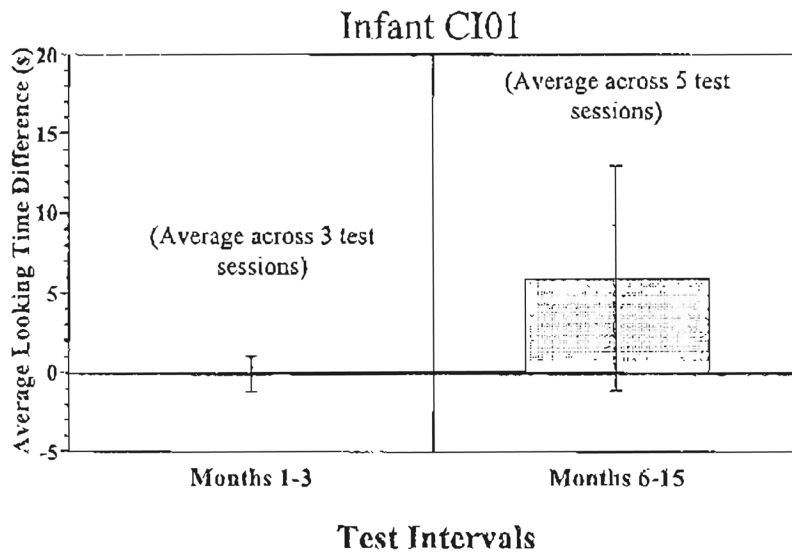 Infant CI01
Average Looking Time Difference (s)
20
15
10
5
0
-5
(Average across 3 test
sessions)
(Average across 5 test
sessions)
Months 1-3
Months 6-15
Test Intervals